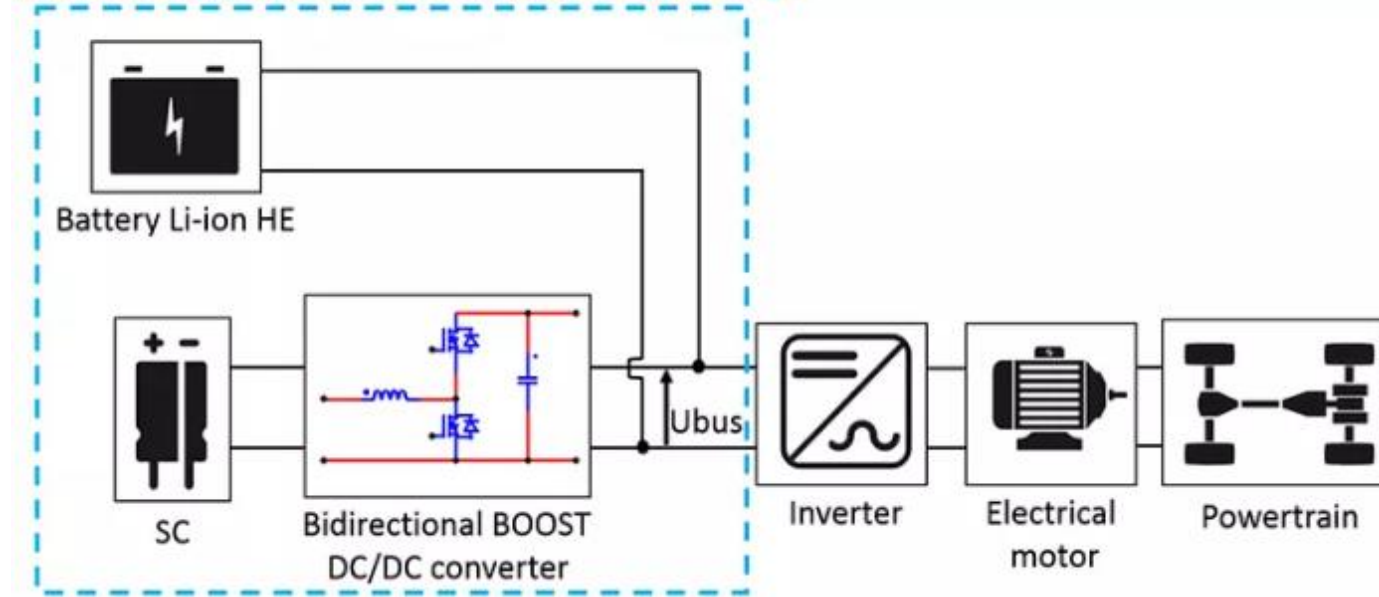 Battery Li-ion HE
SC
Bidirectional BOOST
DC/DC converter
Ubus
Inverter
Electrical
motor
Powertrain